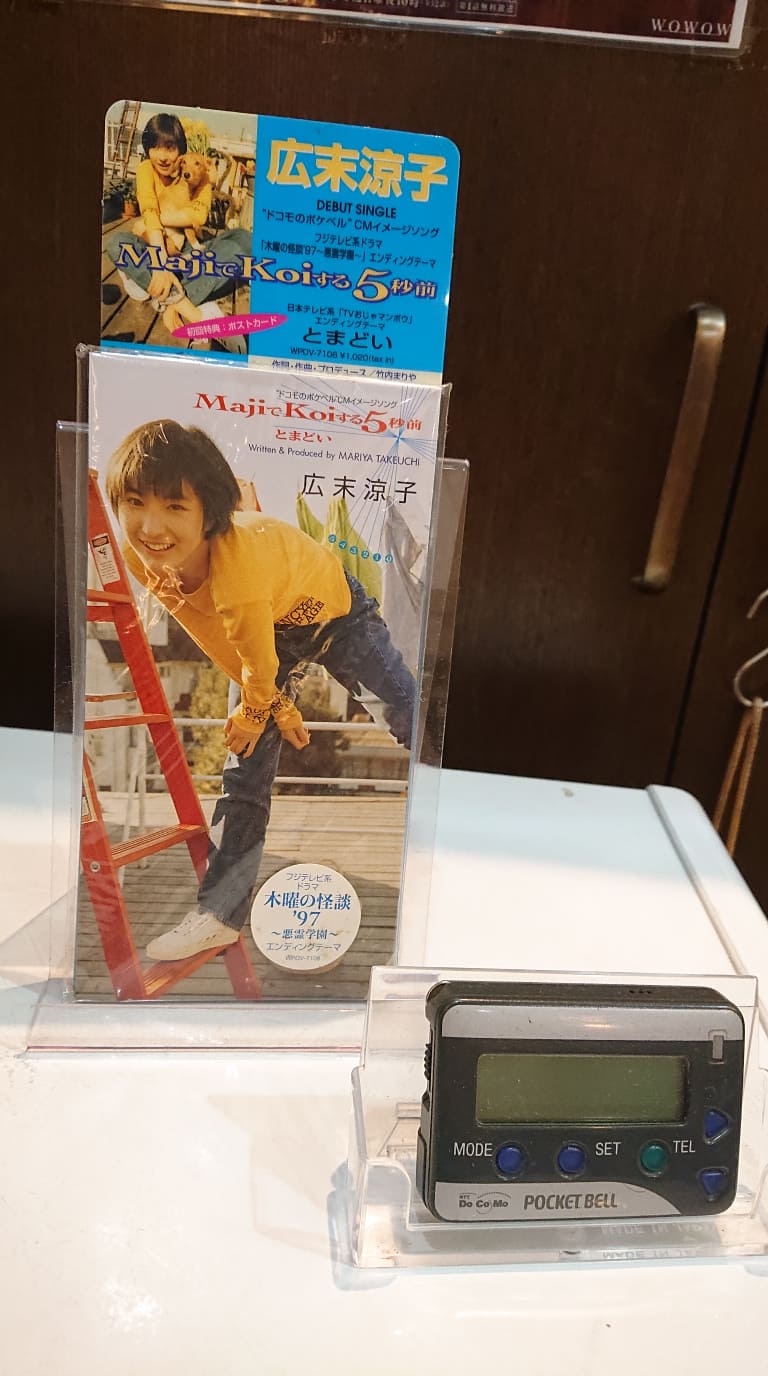 WOWOW
広末涼子
DEBUT SINGLE
"ドコモのポケベル"CMイメージソング
フジテレビ系ドラマ
「木曜の怪談'97〜悪霊学園〜」エンディングテーマ
MajiでKoiする5秒前
初回特典：ポストカード
日本テレビ系「TVおじゃマンボウ」
エンディングテーマ
とまどい
WPDV-7108 ¥1,020(tax in)
作詞・作曲・プロデュース/竹内まりや
"ドコモのポケベル"CMイメージソング
MajiでKoiする5秒前
とまどい
Written & Produced by MARIYA TAKEUCHI
広末涼子
543210
フジテレビ系
ドラマ
木曜の怪談
'97
〜悪霊学園〜
エンディングテーマ
WPDV-7108
MODE SET TEL
NTT
DoCoMo POCKET BELL